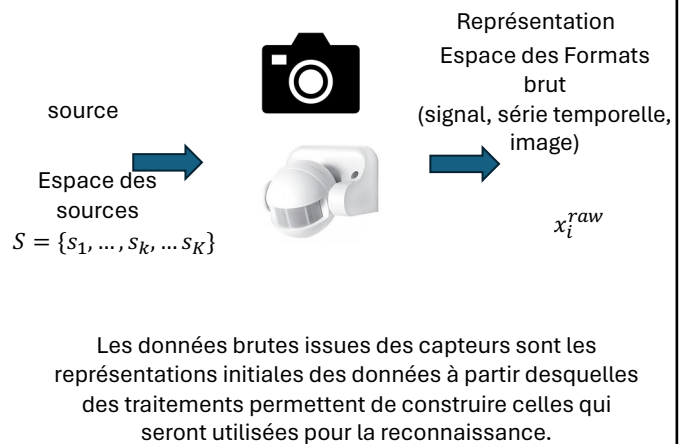 source
Espace des
sources
S = {s_1, … , s_k, … s_K}
Représentation
Espace des Formats
brut
(signal, série temporelle,
image)
x_i^{raw}
Les données brutes issues des capteurs sont les
représentations initiales des données à partir desquelles
des traitements permettent de construire celles qui
seront utilisées pour la reconnaissance.